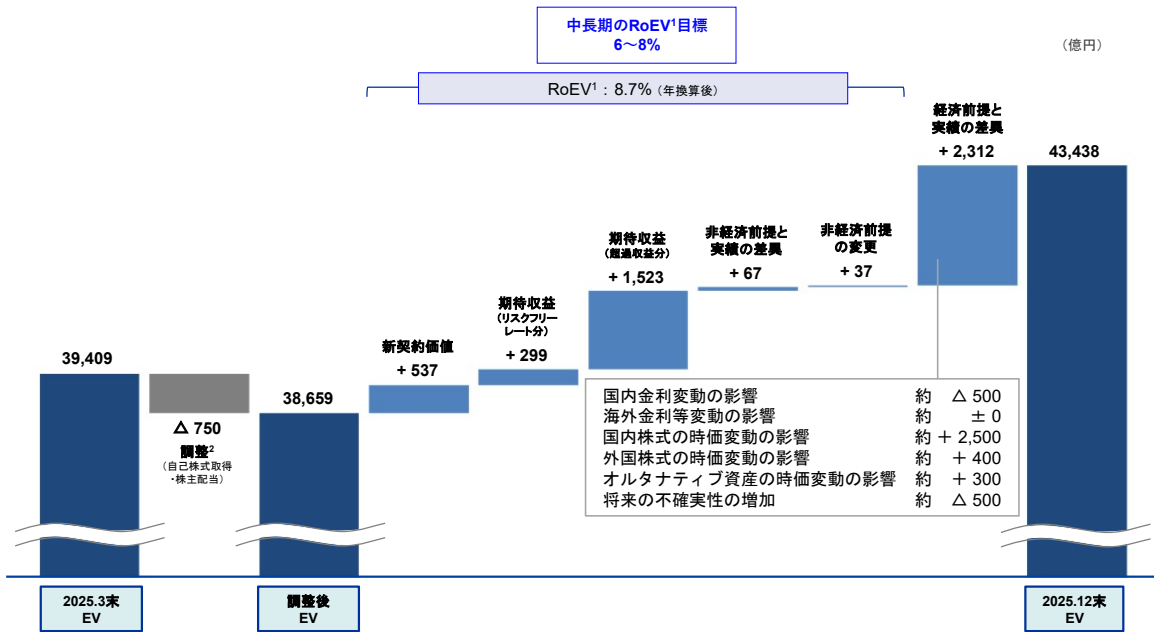 中長期のRoEV¹目標
6～8%
（億円）
RoEV¹：8.7%（年換算後）
39,409
△ 750
調整²
（自己株式取得
・株主配当）
38,659
新契約価値
+ 537
期待収益
（リスクフリー
レート分）
+ 299
期待収益
（超過収益分）
+ 1,523
非経済前提と
実績の差異
+ 67
非経済前提
の変更
+ 37
経済前提と
実績の差異
+ 2,312
43,438
国内金利変動の影響 約 △ 500
海外金利等変動の影響 約 ± 0
国内株式の時価変動の影響 約 + 2,500
外国株式の時価変動の影響 約 + 400
オルタナティブ資産の時価変動の影響 約 + 300
将来の不確実性の増加 約 △ 500
2025.3末
EV
調整後
EV
2025.12末
EV